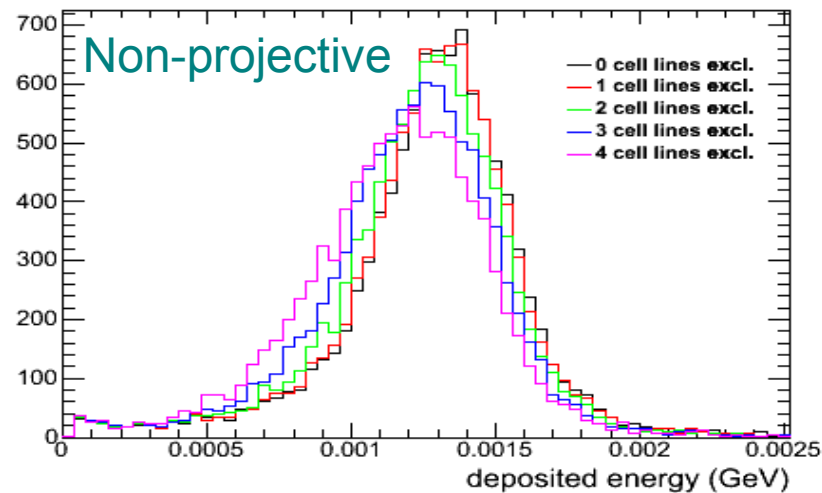 Non-projective
0 cell lines excl.
1 cell lines excl.
2 cell lines excl.
3 cell lines excl.
4 cell lines excl.
700
600
500
400
300
200
100
0
0 0.0005 0.001 0.0015 0.002 0.0025
deposited energy (GeV)